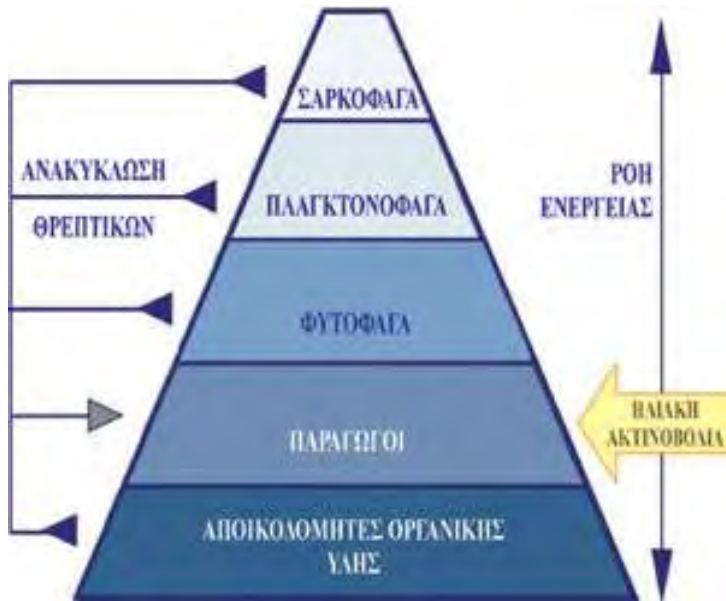 ΣΑΡΚΟΦΑΓΑ
ΑΝΑΚΥΚΛΩΣΗ
ΘΡΕΠΤΙΚΩΝ
ΠΛΑΓΚΤΟΝΟΦΑΓΑ
ΡΟΗ
ΕΝΕΡΓΕΙΑΣ
ΦΥΤΟΦΑΓΑ
ΠΑΡΑΓΩΓΟΙ
ΗΛΙΑΚΗ
ΑΚΤΙΝΟΒΟΛΙΑ
ΑΠΟΙΚΟΔΟΜΗΤΕΣ ΟΡΓΑΝΙΚΗΣ
ΥΛΗΣ